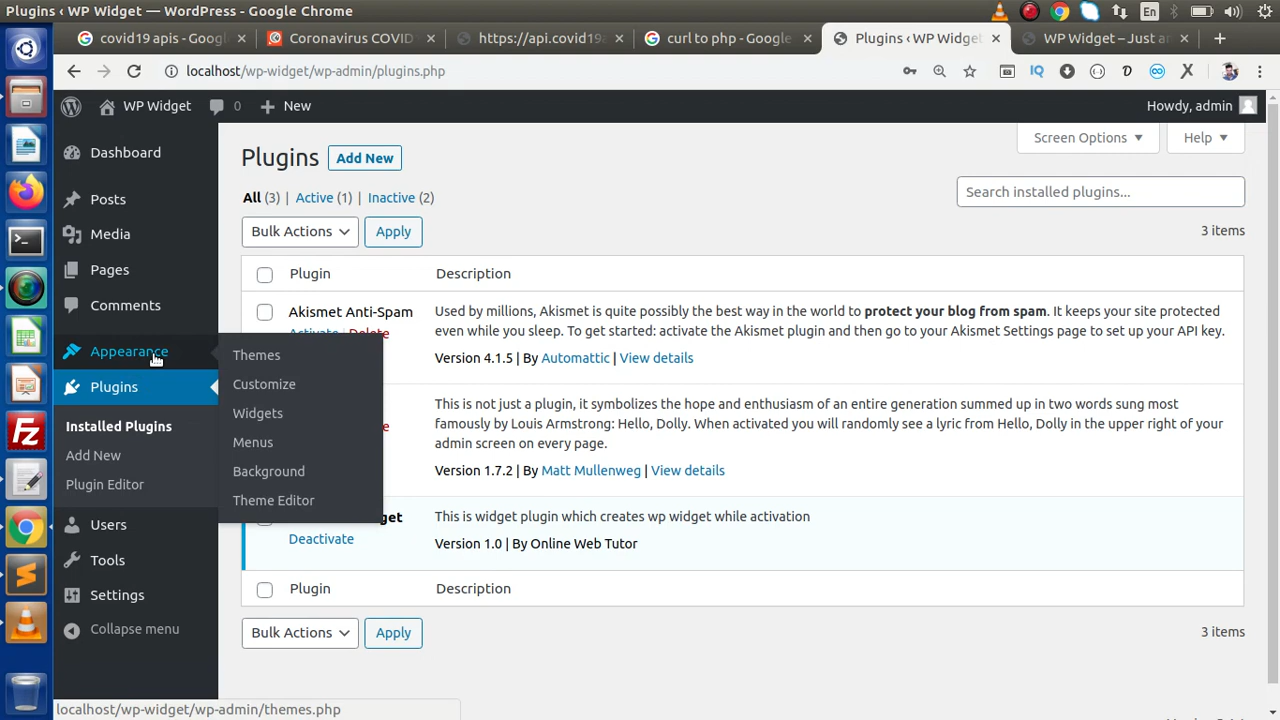 Plugins ‹ WP Widget — WordPress - Google Chrome
En
covid19 apis - Goog
Coronavirus COVID
https://api.covid19a
curl to php - Google
Plugins ‹ WP Widget
WP Widget – Just an
localhost/wp-widget/wp-admin/plugins.php
WP Widget
0
New
Howdy, admin
Dashboard
Posts
Media
Pages
Comments
Appearance
Plugins
Installed Plugins
Add New
Plugin Editor
Users
Tools
Settings
Collapse menu
Themes
Customize
Widgets
Menus
Background
Theme Editor
Screen Options
Help
Plugins
Add New
All (3) | Active (1) | Inactive (2)
Search installed plugins...
Bulk Actions
Apply
3 items
Plugin
Description
Akismet Anti-Spam
Used by millions, Akismet is quite possibly the best way in the world to protect your blog from spam. It keeps your site protected
even while you sleep. To get started: activate the Akismet plugin and then go to your Akismet Settings page to set up your API key.
Version 4.1.5 | By Automattic | View details
This is not just a plugin, it symbolizes the hope and enthusiasm of an entire generation summed up in two words sung most
famously by Louis Armstrong: Hello, Dolly. When activated you will randomly see a lyric from Hello, Dolly in the upper right of your
admin screen on every page.
Version 1.7.2 | By Matt Mullenweg | View details
get
Deactivate
This is widget plugin which creates wp widget while activation
Version 1.0 | By Online Web Tutor
Plugin
Description
Bulk Actions
Apply
3 items
localhost/wp-widget/wp-admin/themes.php